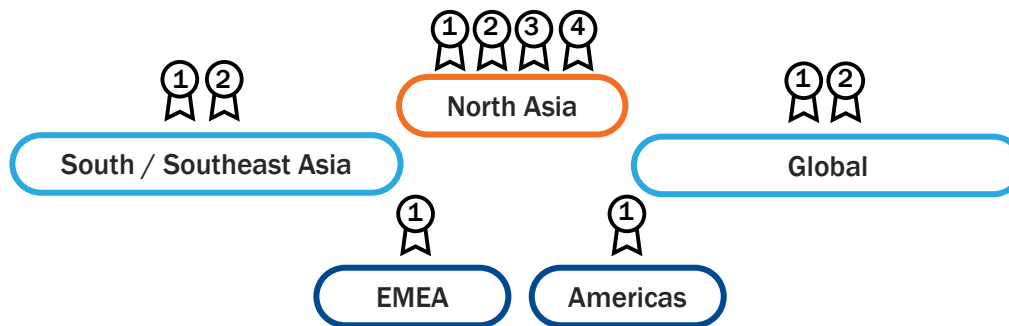 1 2 3 4
North Asia
1 2
South / Southeast Asia
1 2
Global
1
EMEA
1
Americas